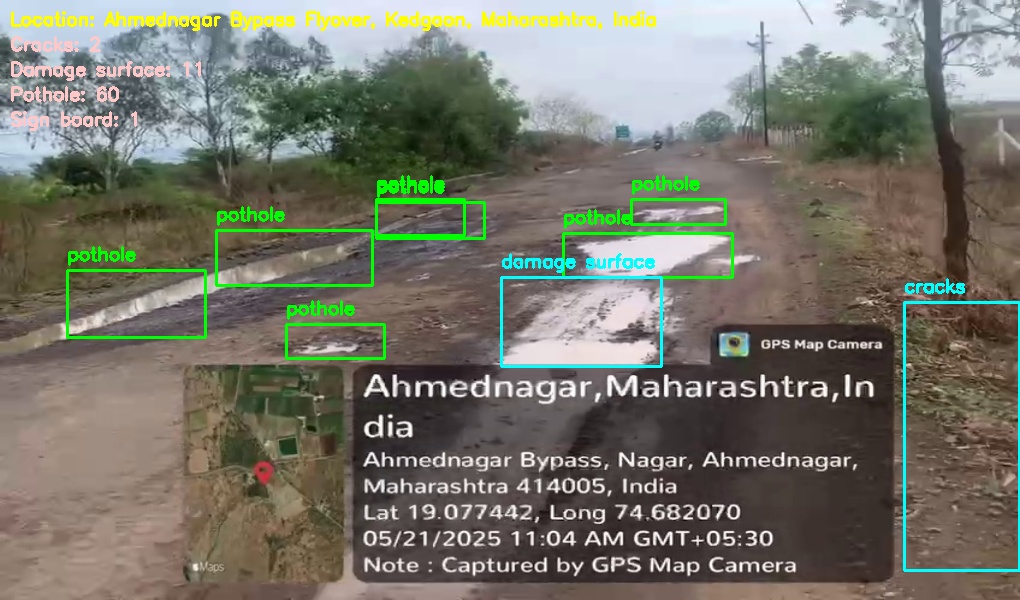 Location: Ahmednagar Bypass Flyover, Kedgaon, Maharashtra, India
Cracks: 2
Damage surface: 11
Pothole: 60
Sign board: 1
pothole
pothole
pothole
pothole
pothole
damage surface
cracks
pothole
GPS Map Camera
Ahmednagar,Maharashtra,In
dia
Ahmednagar Bypass, Nagar, Ahmednagar,
Maharashtra 414005, India
Lat 19.077442, Long 74.682070
05/21/2025 11:04 AM GMT+05:30
Note : Captured by GPS Map Camera
Maps